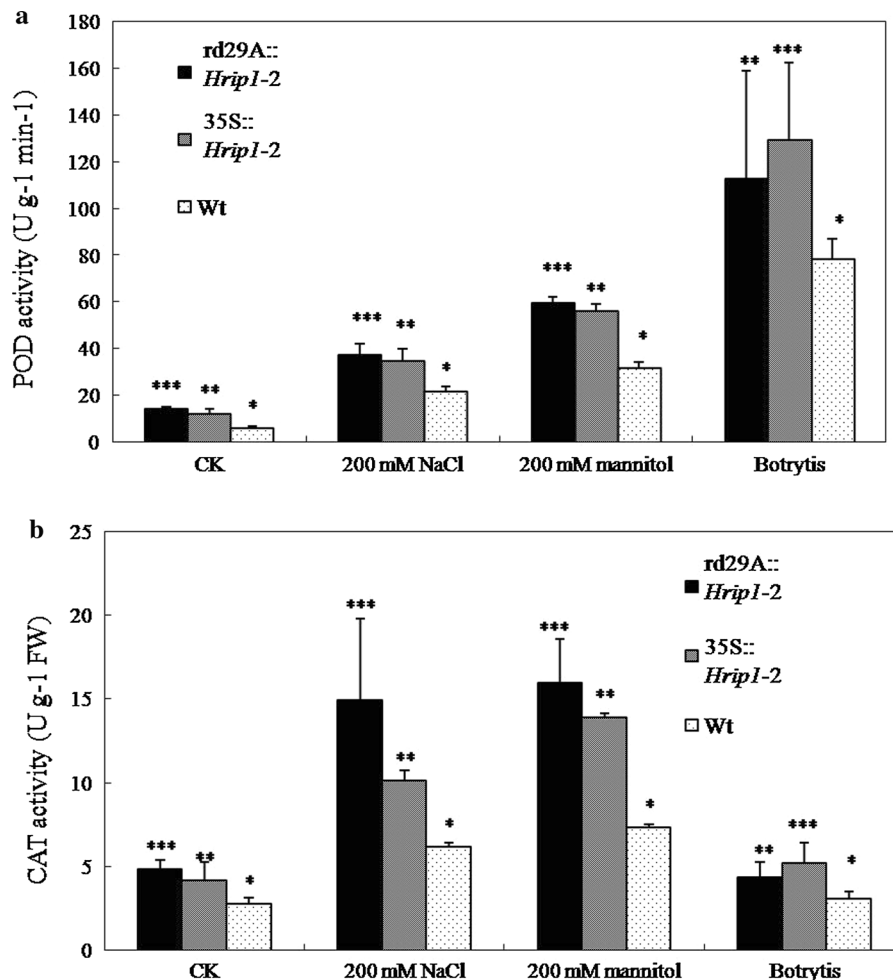 a
180
160
140
120
100
80
60
40
20
0
POD activity (U g-1 min-1)
rd29A::
Hrip1-2
35S::
Hrip1-2
Wt
*** ** *
*** ** *
*** ** *
** *** *
CK 200 mM NaCl 200 mM mannitol Botrytis
b
25
20
15
10
5
0
CAT activity (U g-1 FW)
rd29A::
Hrip1-2
35S::
Hrip1-2
Wt
*** ** *
*** ** *
*** ** *
** *** *
CK 200 mM NaCl 200 mM mannitol Botrytis